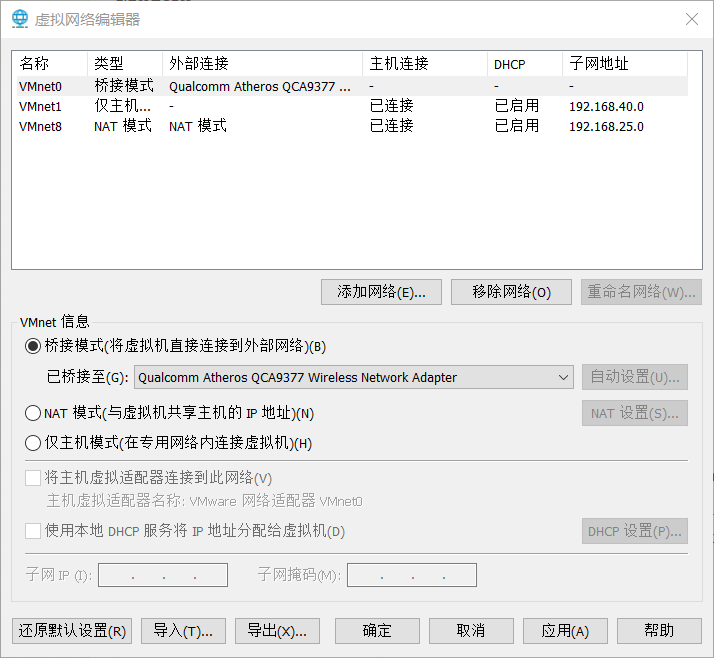 虚拟网络编辑器
名称 类型 外部连接 主机连接 DHCP 子网地址
VMnet0 桥接模式 Qualcomm Atheros QCA9377 ... - - -
VMnet1 仅主机... - 已连接 已启用 192.168.40.0
VMnet8 NAT 模式 NAT 模式 已连接 已启用 192.168.25.0
添加网络(E)... 移除网络(O) 重命名网络(W)...
VMnet 信息
桥接模式(将虚拟机直接连接到外部网络)(B)
已桥接至(G): Qualcomm Atheros QCA9377 Wireless Network Adapter 自动设置(U)...
NAT 模式(与虚拟机共享主机的 IP 地址)(N) NAT 设置(S)...
仅主机模式(在专用网络内连接虚拟机)(H)
将主机虚拟适配器连接到此网络(V)
主机虚拟适配器名称: VMware 网络适配器 VMnet0
使用本地 DHCP 服务将 IP 地址分配给虚拟机(D) DHCP 设置(P)...
子网 IP (I): . . . 子网掩码(M): . . .
还原默认设置(R) 导入(T)... 导出(X)... 确定 取消 应用(A) 帮助